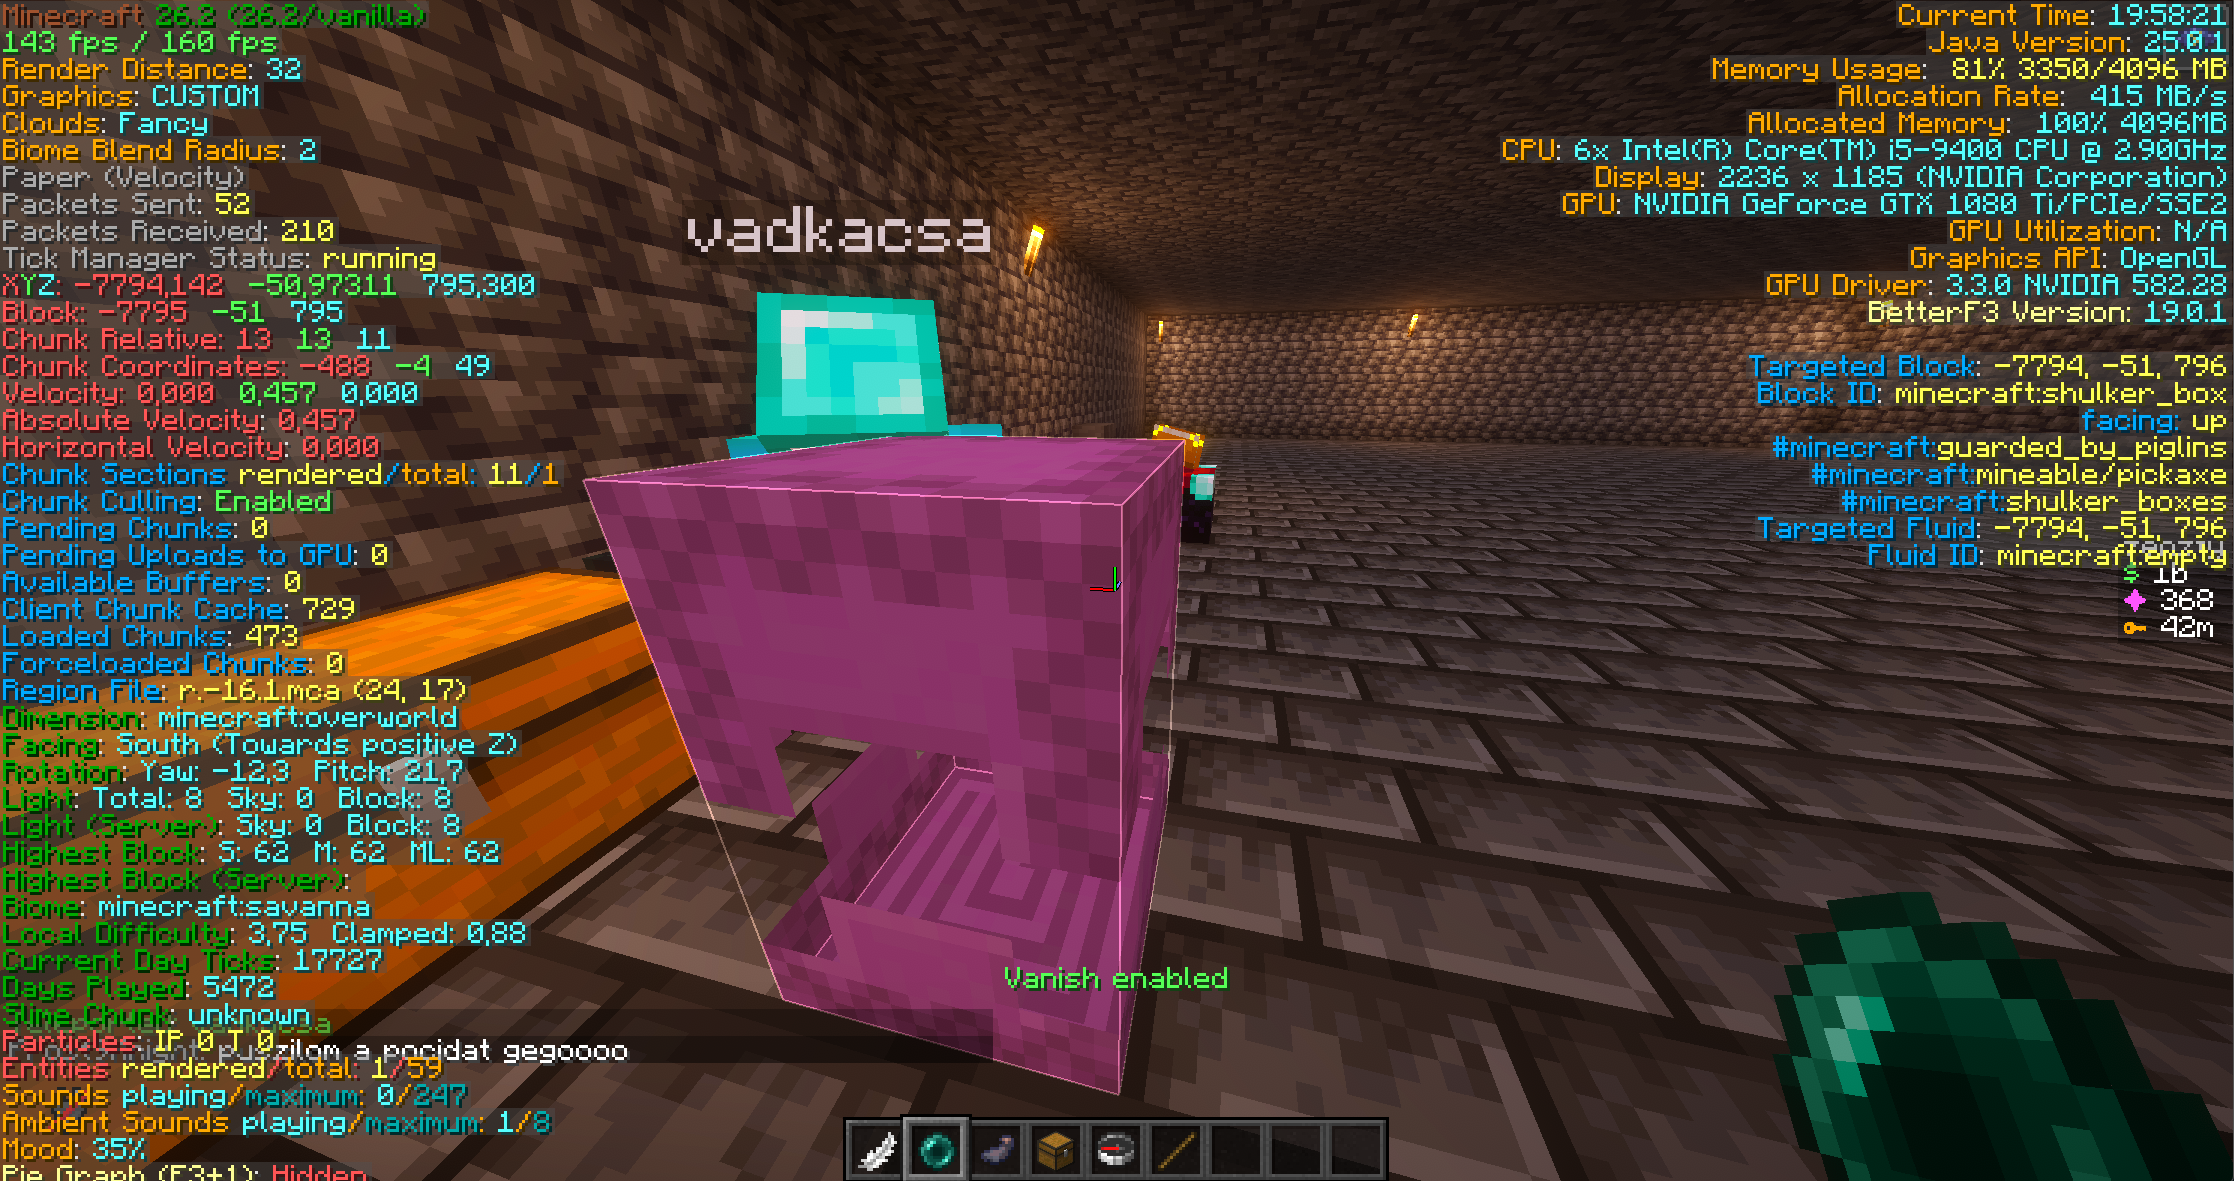 Minecraft 26.2 (26.2/vanilla)
143 fps / 160 fps
Render Distance: 32
Graphics: CUSTOM
Clouds: Fancy
Biome Blend Radius: 2
Paper (Velocity)
Packets Sent: 52
Packets Received: 210
Tick Manager Status: running
XYZ: -7794,142 -50,97311 795,300
Block: -7795 -51 795
Chunk Relative: 13 13 11
Chunk Coordinates: -488 -4 49
Velocity: 0,000 0,457 0,000
Absolute Velocity: 0,457
Horizontal Velocity: 0,000
Chunk Sections rendered/total: 11/1
Chunk Culling: Enabled
Pending Chunks: 0
Pending Uploads to GPU: 0
Available Buffers: 0
Client Chunk Cache: 729
Loaded Chunks: 473
Forceloaded Chunks: 0
Region File: r.-16.1.mca (24, 17)
Dimension: minecraft:overworld
Facing: South (Towards positive Z)
Rotation: Yaw: -12,3 Pitch: 21,7
Light: Total: 8 Sky: 0 Block: 8
Light (Server): Sky: 0 Block: 8
Highest Block: S: 62 M: 62 ML: 62
Highest Block (Server):
Biome: minecraft:savanna
Local Difficulty: 3,75 Clamped: 0,88
Current Day Ticks: 17727
Days Played: 5472
Slime Chunk: unknown
Particles: IP 0 T 0
a pocidat gegoooo
Entities rendered/total: 1/59
Sounds playing/maximum: 0/247
Ambient Sounds playing/maximum: 1/8
Mood: 35%
Pie Graph (F3+1): Hidden
vadkacsa
Vanish enabled
Current Time: 19:58:21
Java Version: 25.0.1
Memory Usage: 81% 3350/4096 MB
Allocation Rate: 415 MB/s
Allocated Memory: 100% 4096MB
CPU: 6x Intel(R) Core(TM) i5-9400 CPU @ 2.90GHz
Display: 2236 x 1185 (NVIDIA Corporation)
GPU: NVIDIA GeForce GTX 1080 Ti/PCIe/SSE2
GPU Utilization: N/A
Graphics API: OpenGL
GPU Driver: 3.3.0 NVIDIA 582.28
BetterF3 Version: 19.0.1
Targeted Block: -7794, -51, 796
Block ID: minecraft:shulker_box
facing: up
#minecraft:guarded_by_piglins
#minecraft:mineable/pickaxe
#minecraft:shulker_boxes
Targeted Fluid: -7794, -51, 796
Fluid ID: minecraft:empty
368
42m